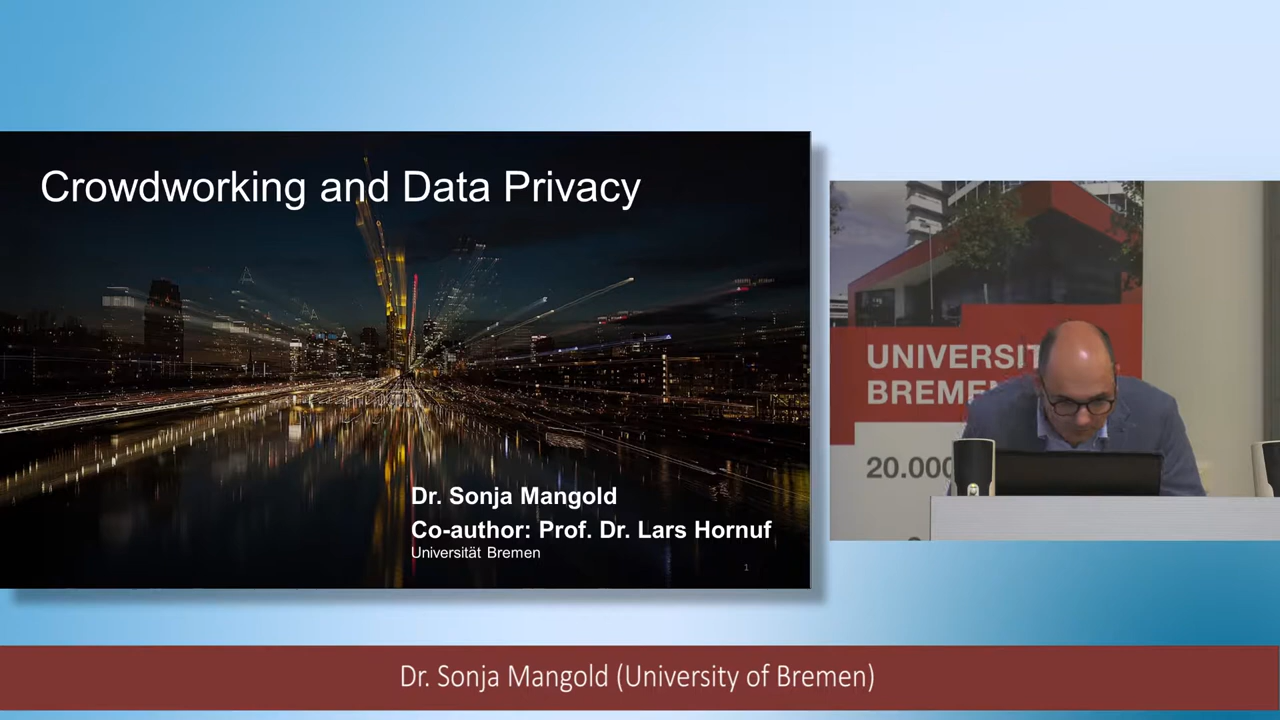 Crowdworking and Data Privacy
Dr. Sonja Mangold
Co-author: Prof. Dr. Lars Hornuf
Universität Bremen
1
UNIVERSIT
BREMEN
20.000
Dr. Sonja Mangold (University of Bremen)